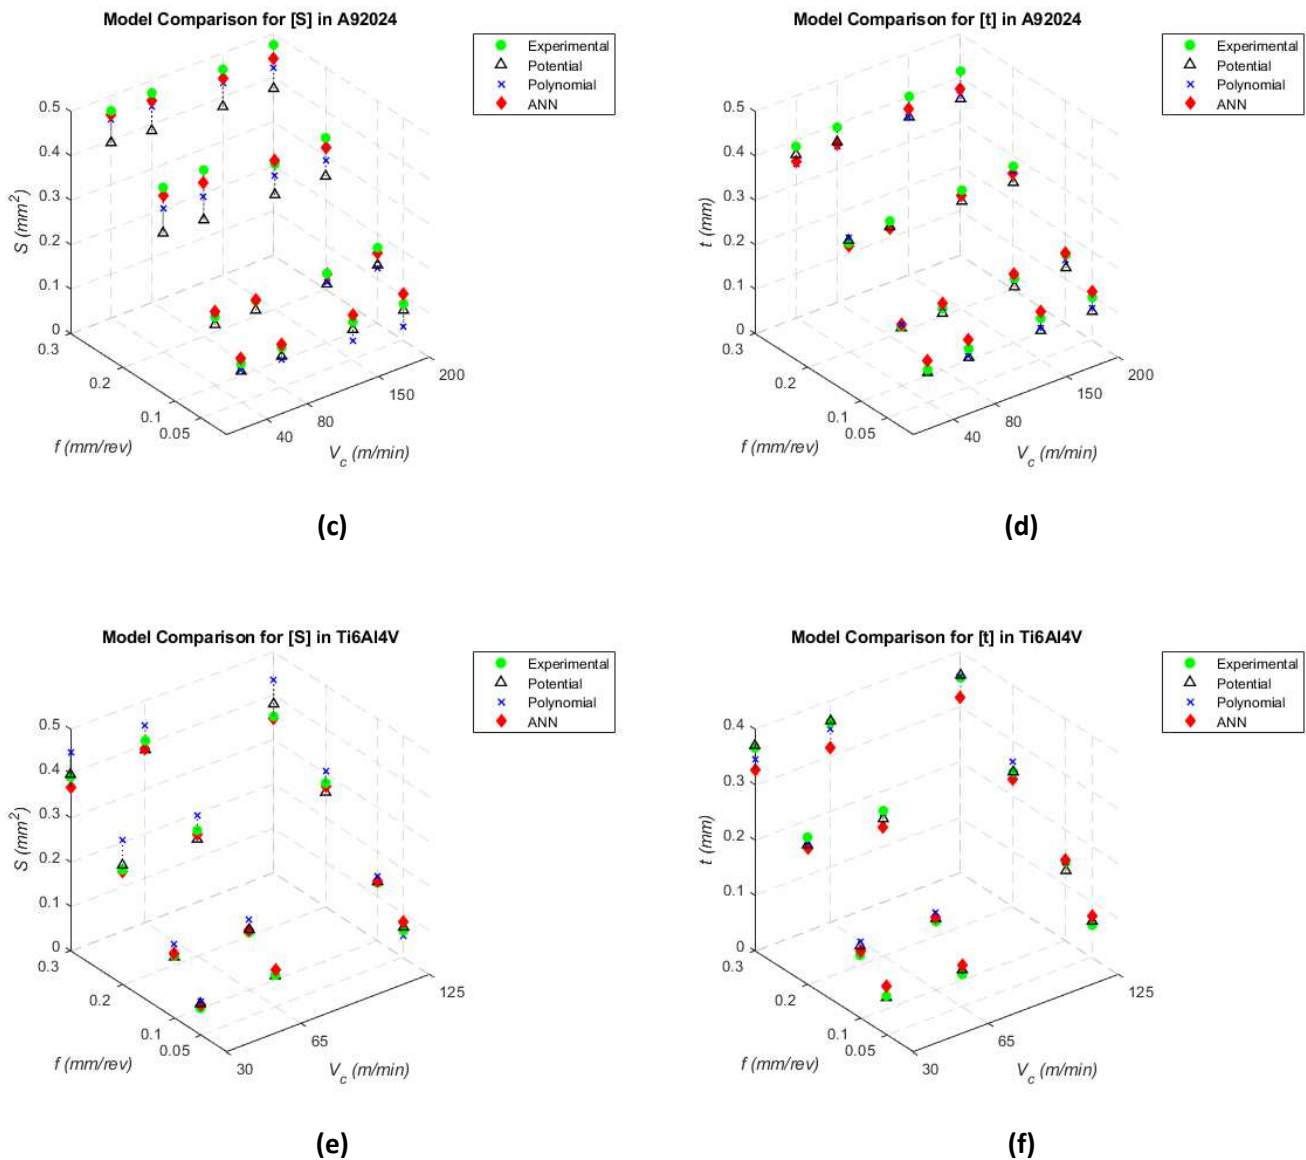 Model Comparison for [S] in A92024
Experimental
Potential
Polynomial
ANN
0.5
0.4
0.3
0.2
0.1
0
S (mm²)
0.3
0.2
0.1
0.05
f (mm/rev)
40
80
150
200
V_c (m/min)
(c)
Model Comparison for [t] in A92024
Experimental
Potential
Polynomial
ANN
0.5
0.4
0.3
0.2
0.1
0
t (mm)
0.3
0.2
0.1
0.05
f (mm/rev)
40
80
150
200
V_c (m/min)
(d)
Model Comparison for [S] in Ti6Al4V
Experimental
Potential
Polynomial
ANN
0.5
0.4
0.3
0.2
0.1
0
S (mm²)
0.3
0.2
0.1
0.05
f (mm/rev)
30
65
125
V_c (m/min)
(e)
Model Comparison for [t] in Ti6Al4V
Experimental
Potential
Polynomial
ANN
0.4
0.3
0.2
0.1
0
t (mm)
0.3
0.2
0.1
0.05
f (mm/rev)
30
65
125
V_c (m/min)
(f)